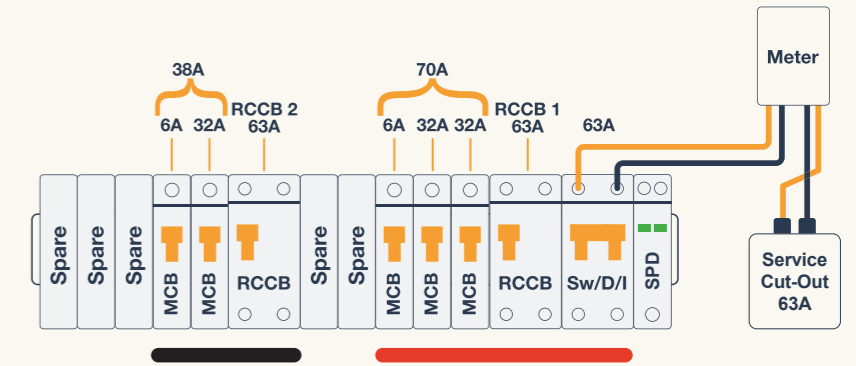 Meter
38A
70A
RCCB 2
63A
6A
32A
RCCB 1
63A
6A
32A
32A
63A
Spare
Spare
Spare
MCB
MCB
RCCB
Spare
Spare
MCB
MCB
MCB
RCCB
Sw/D/I
SPD
Service
Cut-Out
63A